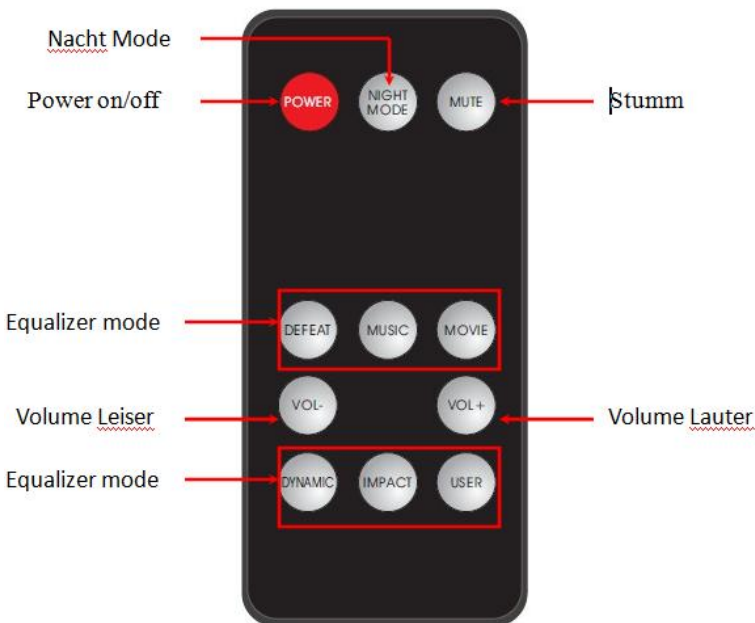 Nacht Mode
Power on/off
POWER
NIGHT
MODE
MUTE
Stumm
Equalizer mode
DEFEAT
MUSIC
MOVIE
Volume Leiser
VOL-
VOL+
Volume Lauter
Equalizer mode
DYNAMIC
IMPACT
USER